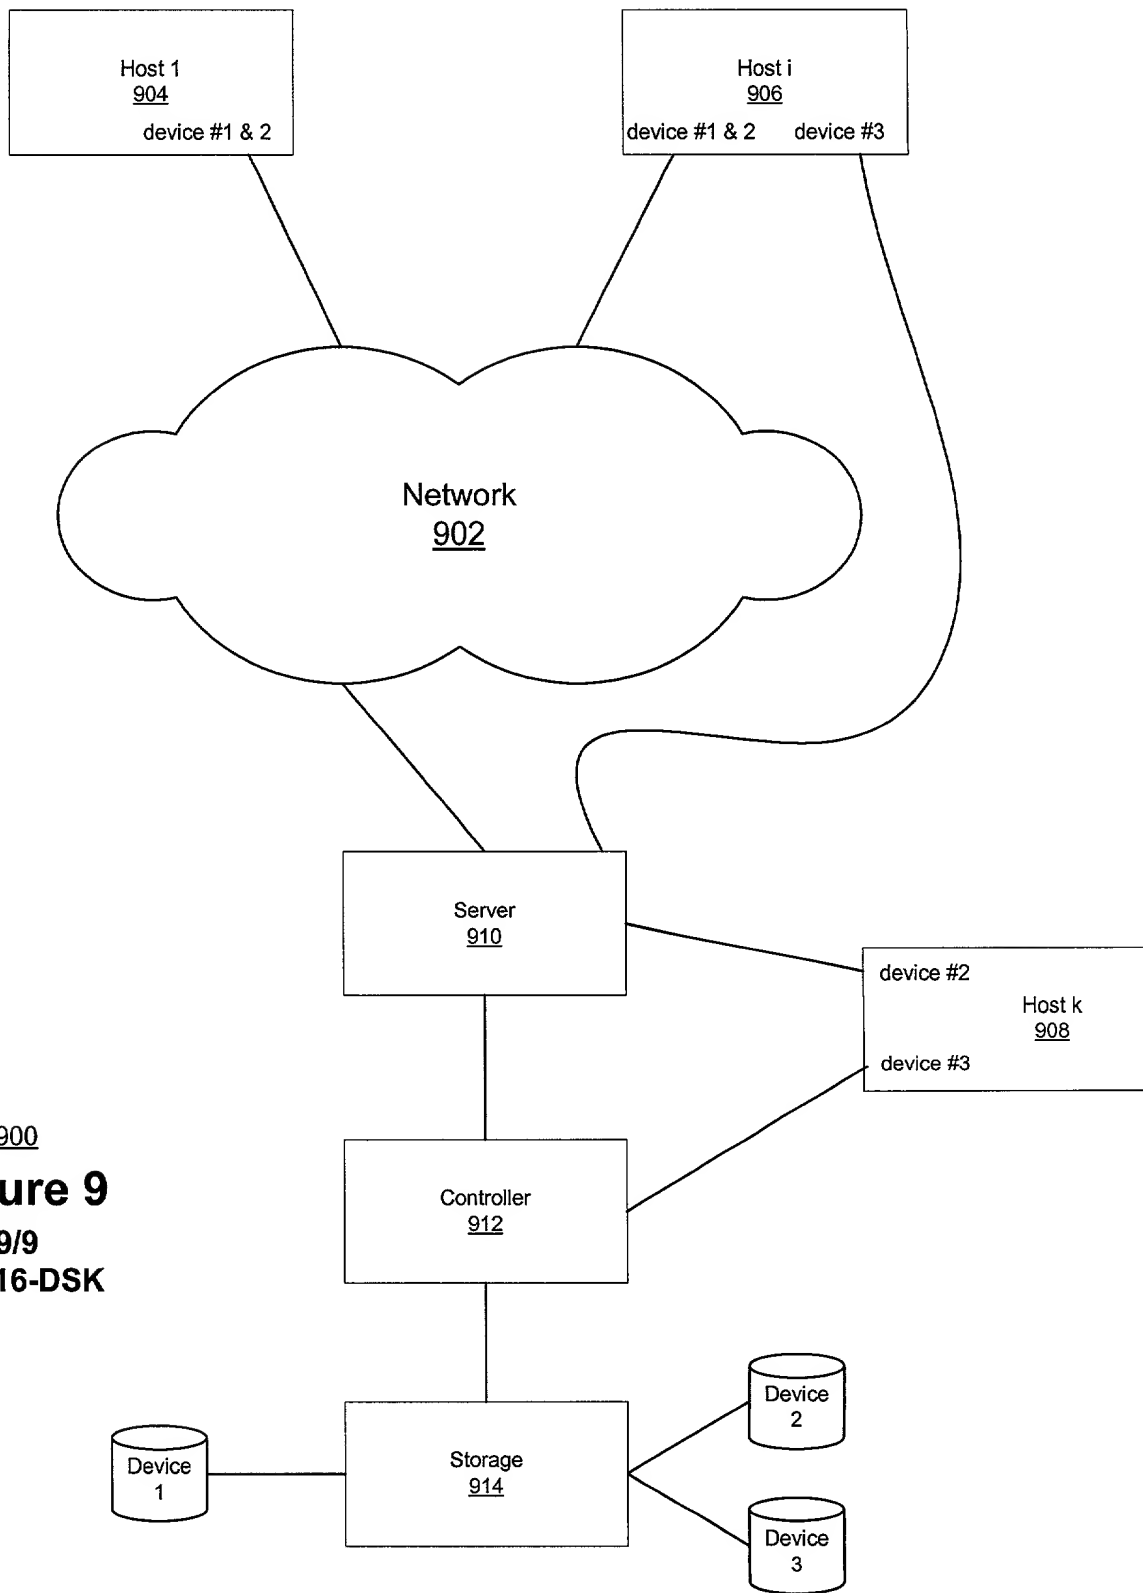 Host 1
904
device #1 & 2
Host i
906
device #1 & 2 device #3
Network
902
Server
910
device #2
Host k
908
device #3
900
ure 9
9/9
16-DSK
Controller
912
Storage
914
Device
1
Device
2
Device
3